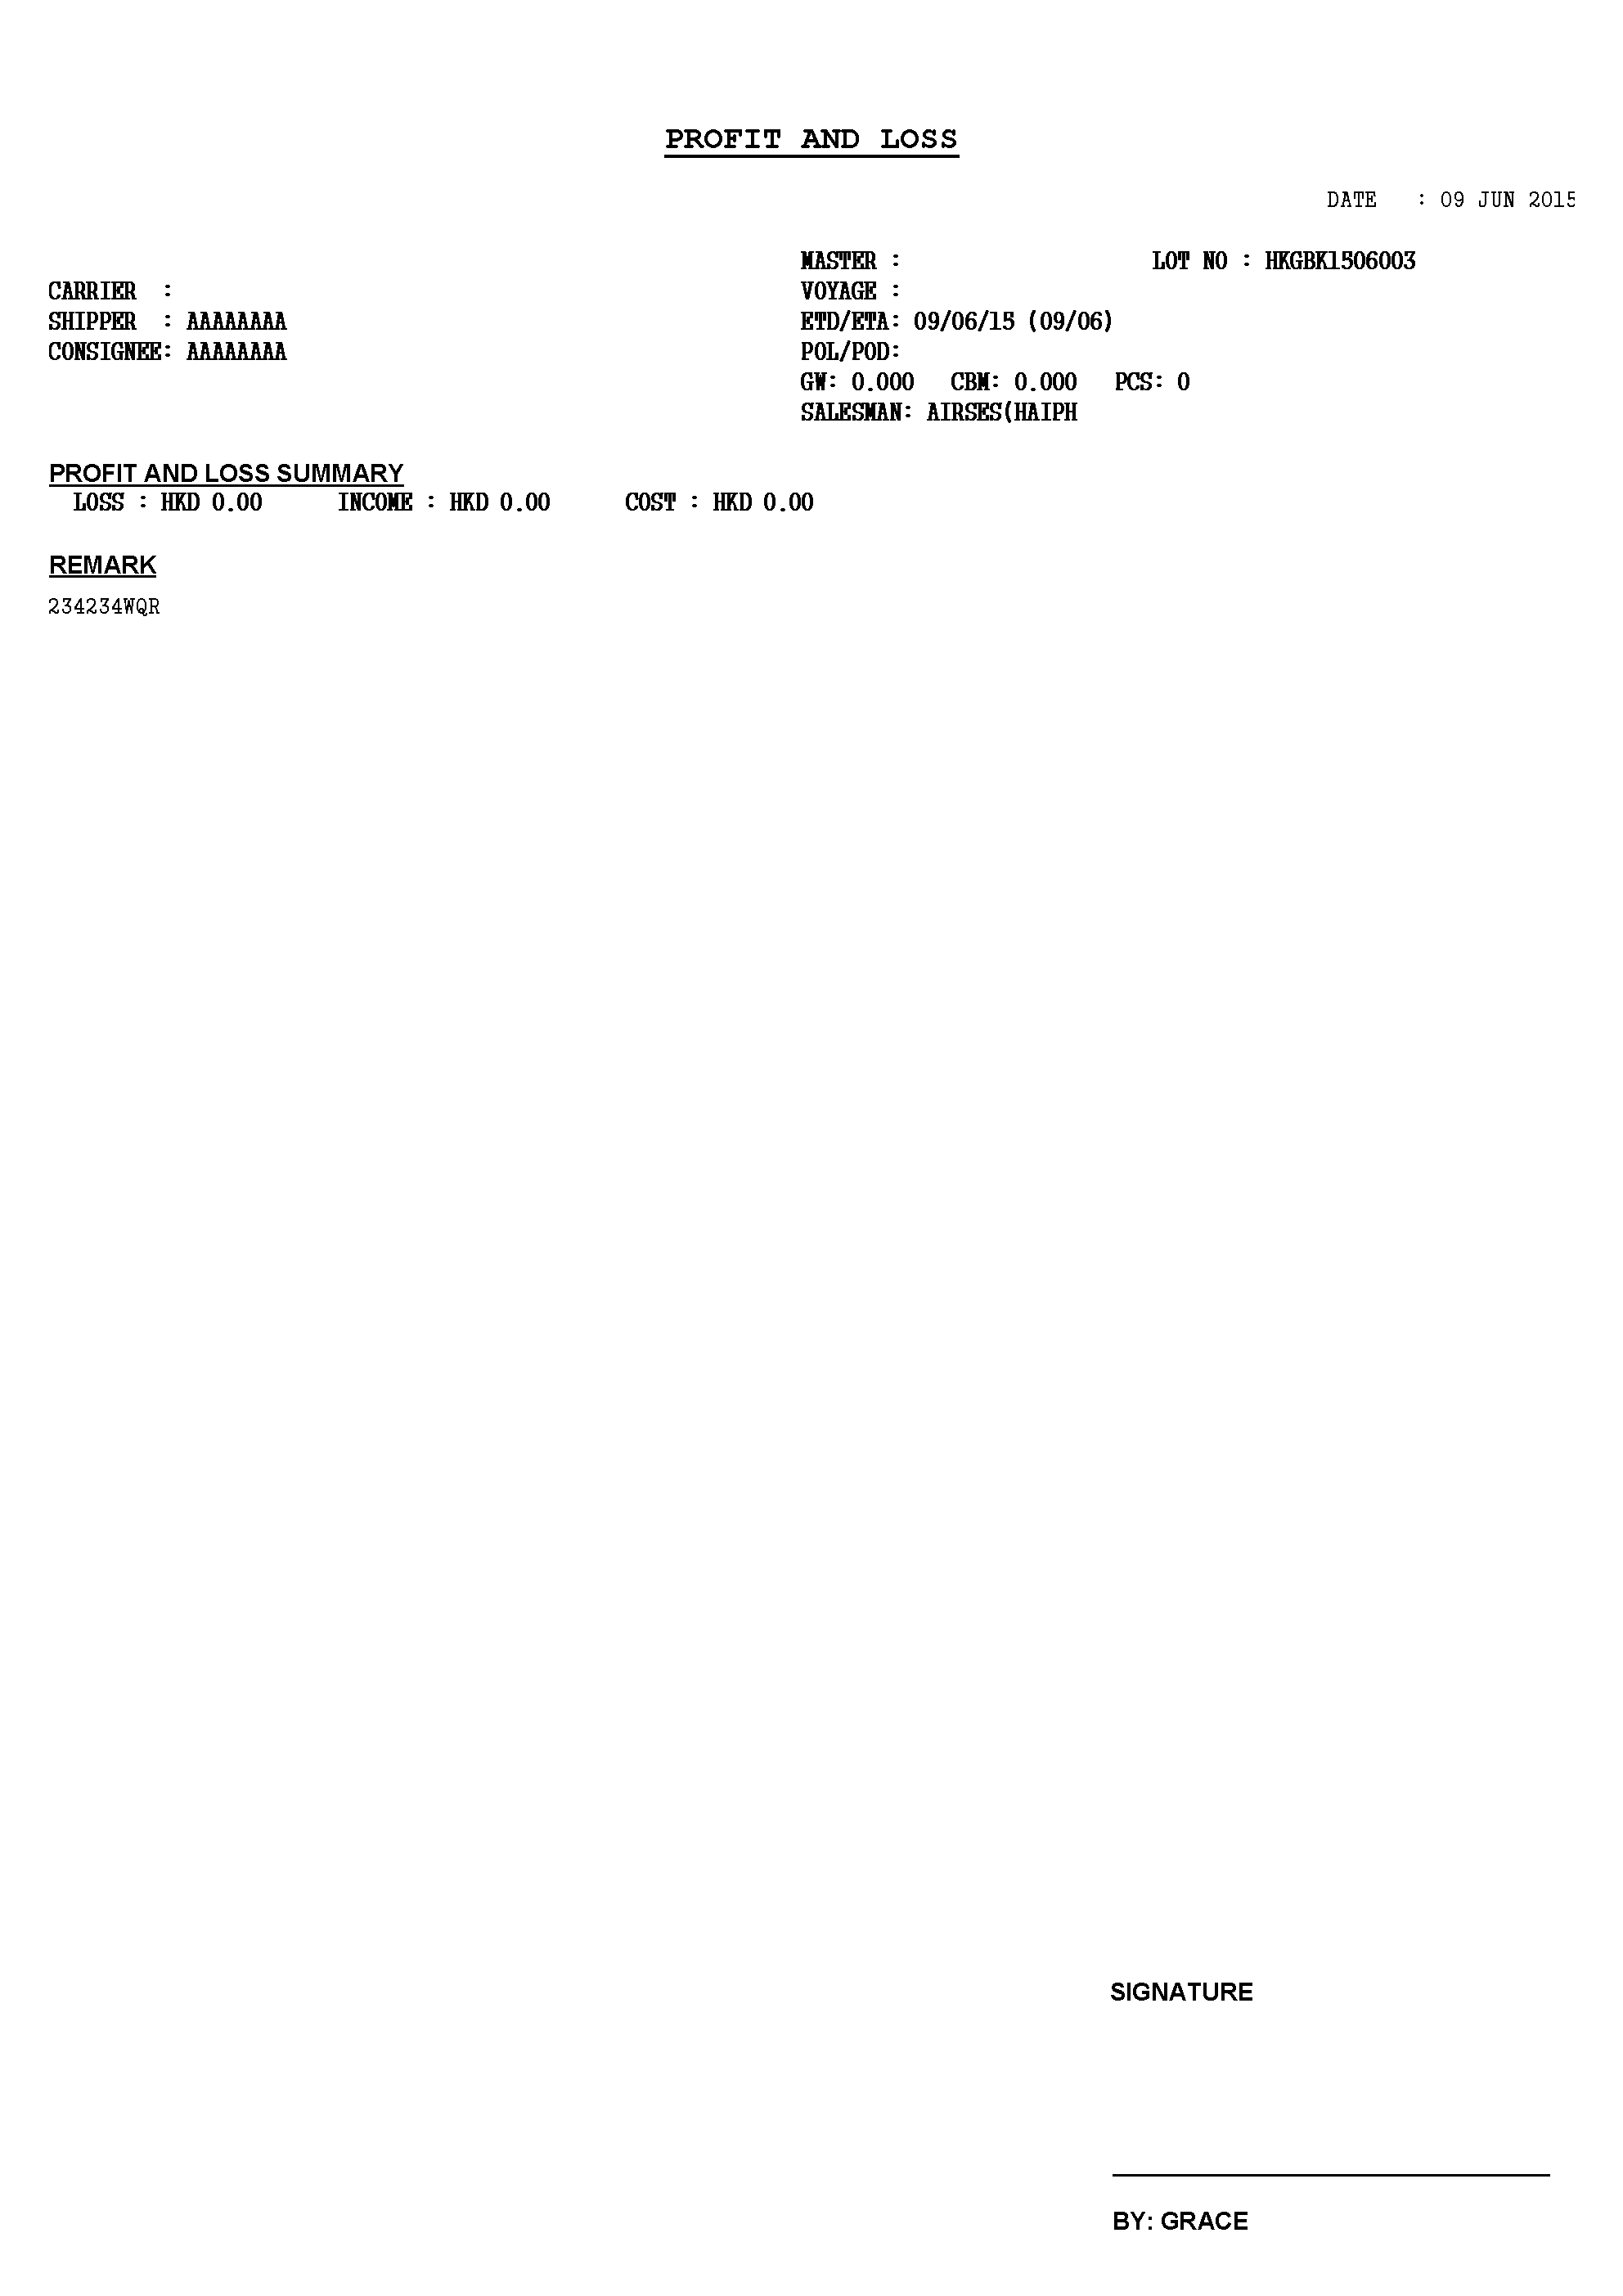 PROFIT AND LOSS
DATE : 09 JUN 2015
MASTER : LOT NO : HKGBK1506003
CARRIER : VOYAGE :
SHIPPER : AAAAAAAA ETD/ETA: 09/06/15 (09/06)
CONSIGNEE: AAAAAAAA POL/POD:
GW: 0.000 CBM: 0.000 PCS: 0
SALESMAN: AIRSES(HAIPH
PROFIT AND LOSS SUMMARY
LOSS : HKD 0.00 INCOME : HKD 0.00 COST : HKD 0.00
REMARK
234234WQR
SIGNATURE
BY: GRACE